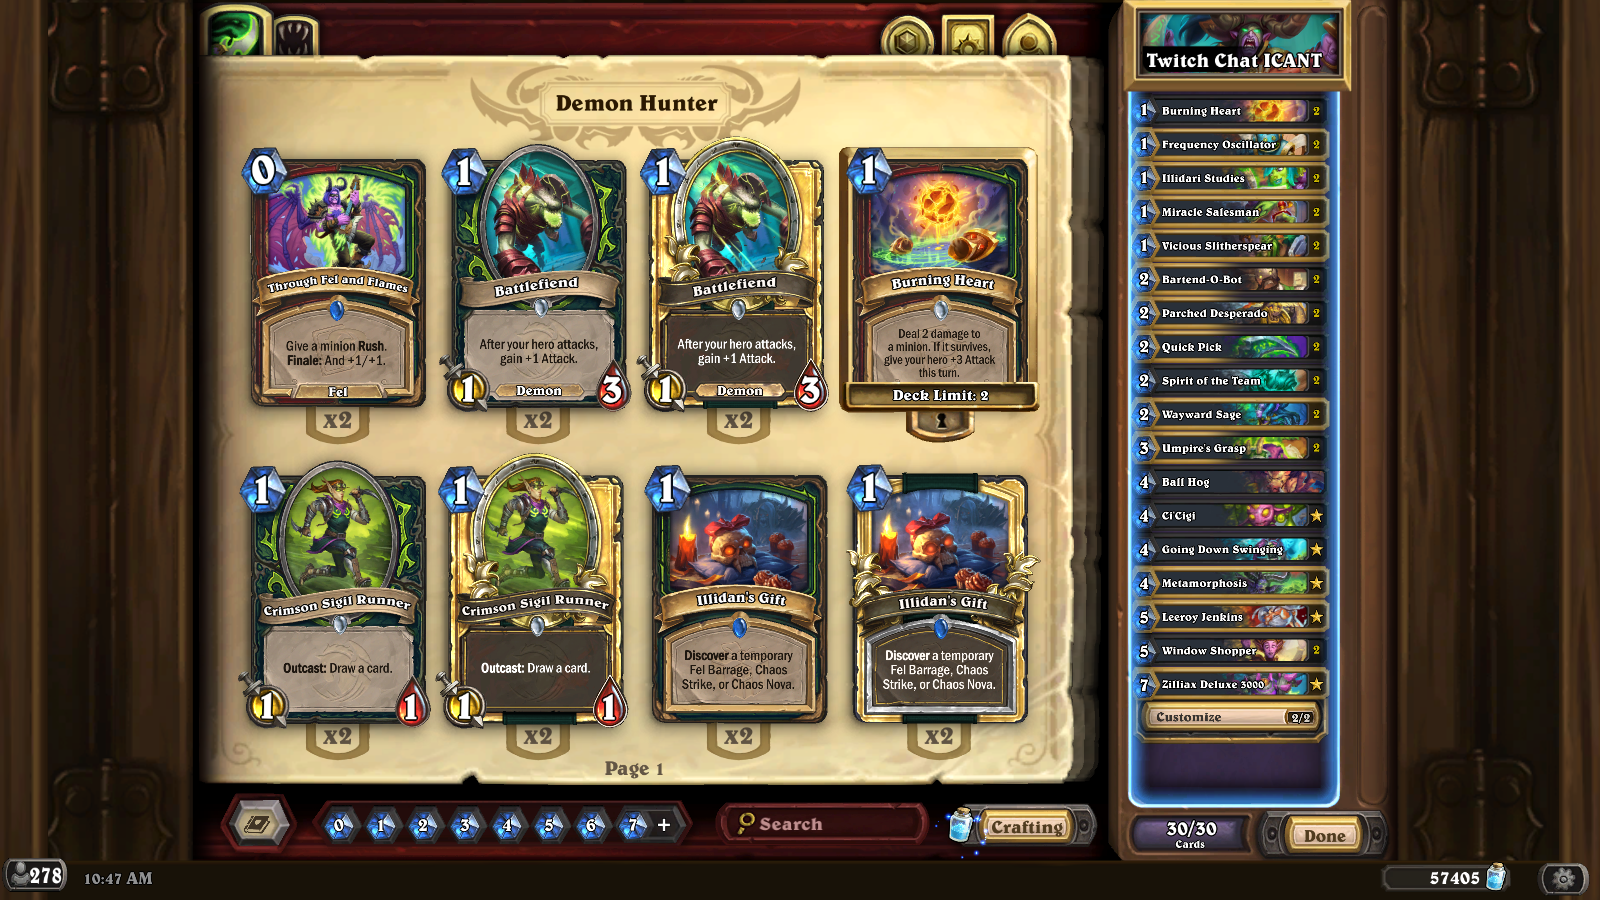 Demon Hunter
0
Through Fel and Flames
Give a minion Rush.
Finale: And +1/+1.
Fel
x2
1
Battlefiend
After your hero attacks,
gain +1 Attack.
1
Demon
3
x2
1
Battlefiend
After your hero attacks,
gain +1 Attack.
1
Demon
3
x2
1
Burning Heart
Deal 2 damage to
a minion. If it survives,
give your hero +3 Attack
this turn.
Deck Limit: 2
1
Crimson Sigil Runner
Outcast: Draw a card.
1
1
x2
1
Crimson Sigil Runner
Outcast: Draw a card.
1
1
x2
1
Illidan's Gift
Discover a temporary
Fel Barrage, Chaos
Strike, or Chaos Nova.
x2
1
Illidan's Gift
Discover a temporary
Fel Barrage, Chaos
Strike, or Chaos Nova.
x2
Page 1
0 1 2 3 4 5 6 7 +
Search
Crafting
Twitch Chat ICANT
1 Burning Heart 2
1 Frequency Oscillator 2
1 Illidari Studies 2
1 Miracle Salesman 2
1 Vicious Slitherspear 2
2 Bartend-O-Bot 2
2 Parched Desperado 2
2 Quick Pick 2
2 Spirit of the Team 2
2 Wayward Sage 2
3 Umpire's Grasp 2
4 Ball Hog
4 Ci'Cigi
4 Going Down Swinging
4 Metamorphosis
5 Leeroy Jenkins
5 Window Shopper 2
7 Zilliax Deluxe 3000
Customize 2/2
30/30
Cards
Done
278
10:47 AM
57405